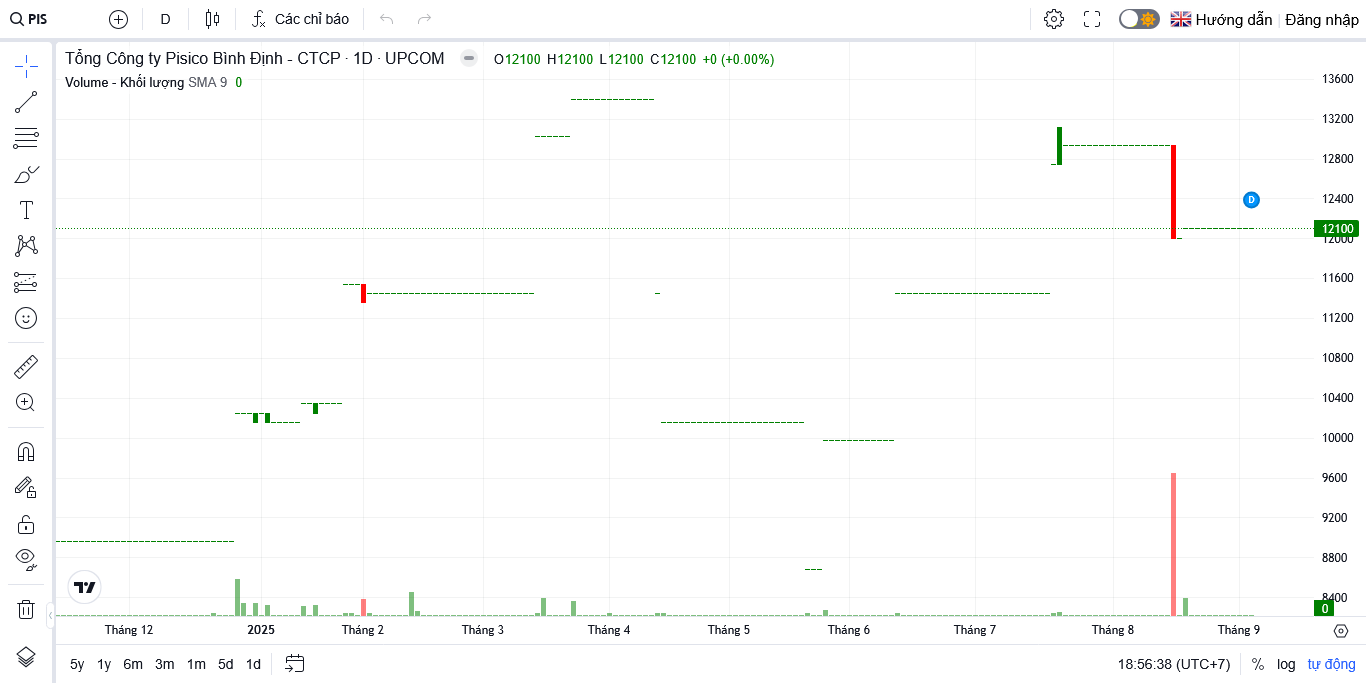 PIS D Các chỉ báo Hướng dẫn Đăng nhập
Tổng Công ty Pisico Bình Định - CTCP · 1D · UPCOM O12100 H12100 L12100 C12100 +0 (+0.00%)
Volume - Khối lượng SMA 9 0
13600
13200
12800
12400
D
12100
12000
11600
11200
10800
10400
10000
9600
9200
8800
8400
0
Tháng 12 2025 Tháng 2 Tháng 3 Tháng 4 Tháng 5 Tháng 6 Tháng 7 Tháng 8 Tháng 9
5y 1y 6m 3m 1m 5d 1d 18:56:38 (UTC+7) % log tự động